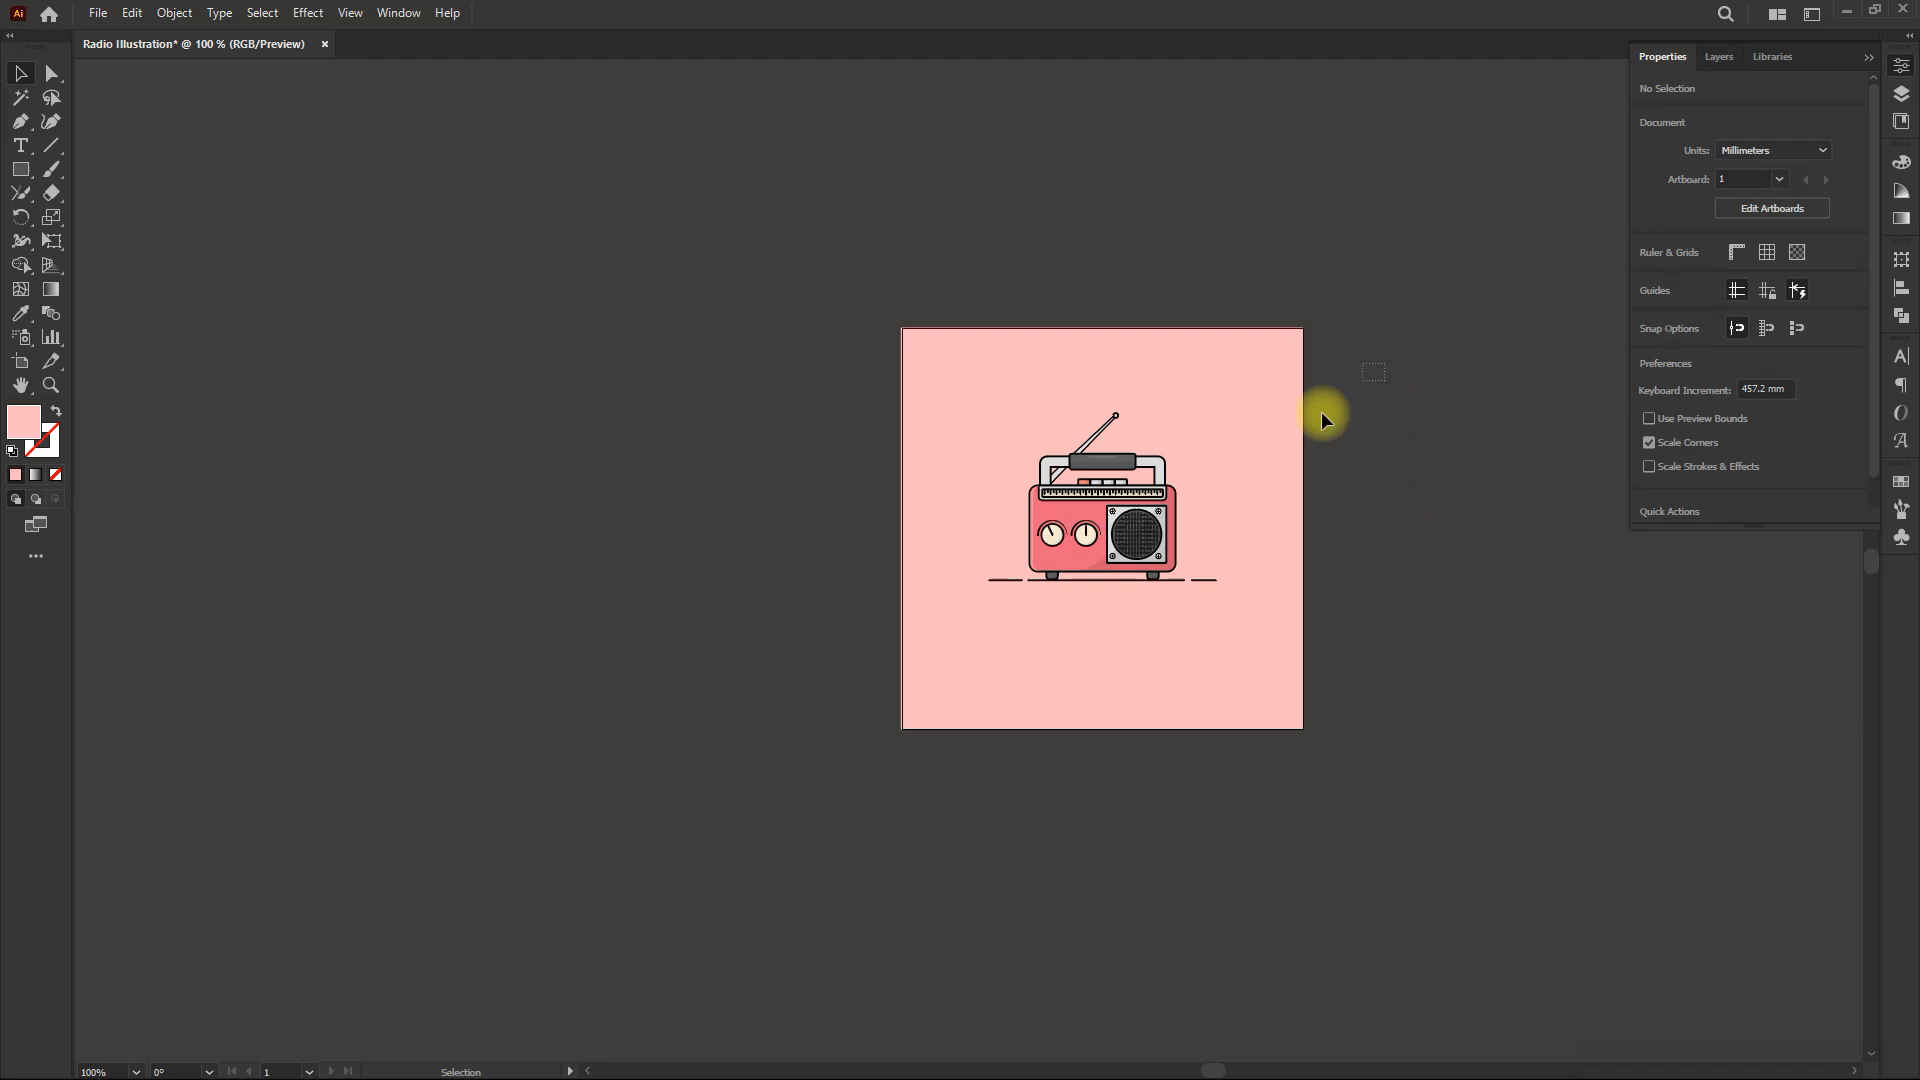 Ai File Edit Object Type Select Effect View Window Help
Radio Illustration* @ 100 % (RGB/Preview) ×
Properties Layers Libraries
No Selection
Document
Units: Millimeters
Artboard: 1
Edit Artboards
Ruler & Grids
Guides
Snap Options
Preferences
Keyboard Increment: 457.2 mm
Use Preview Bounds
Scale Corners
Scale Strokes & Effects
Quick Actions
100% 0° 1 Selection